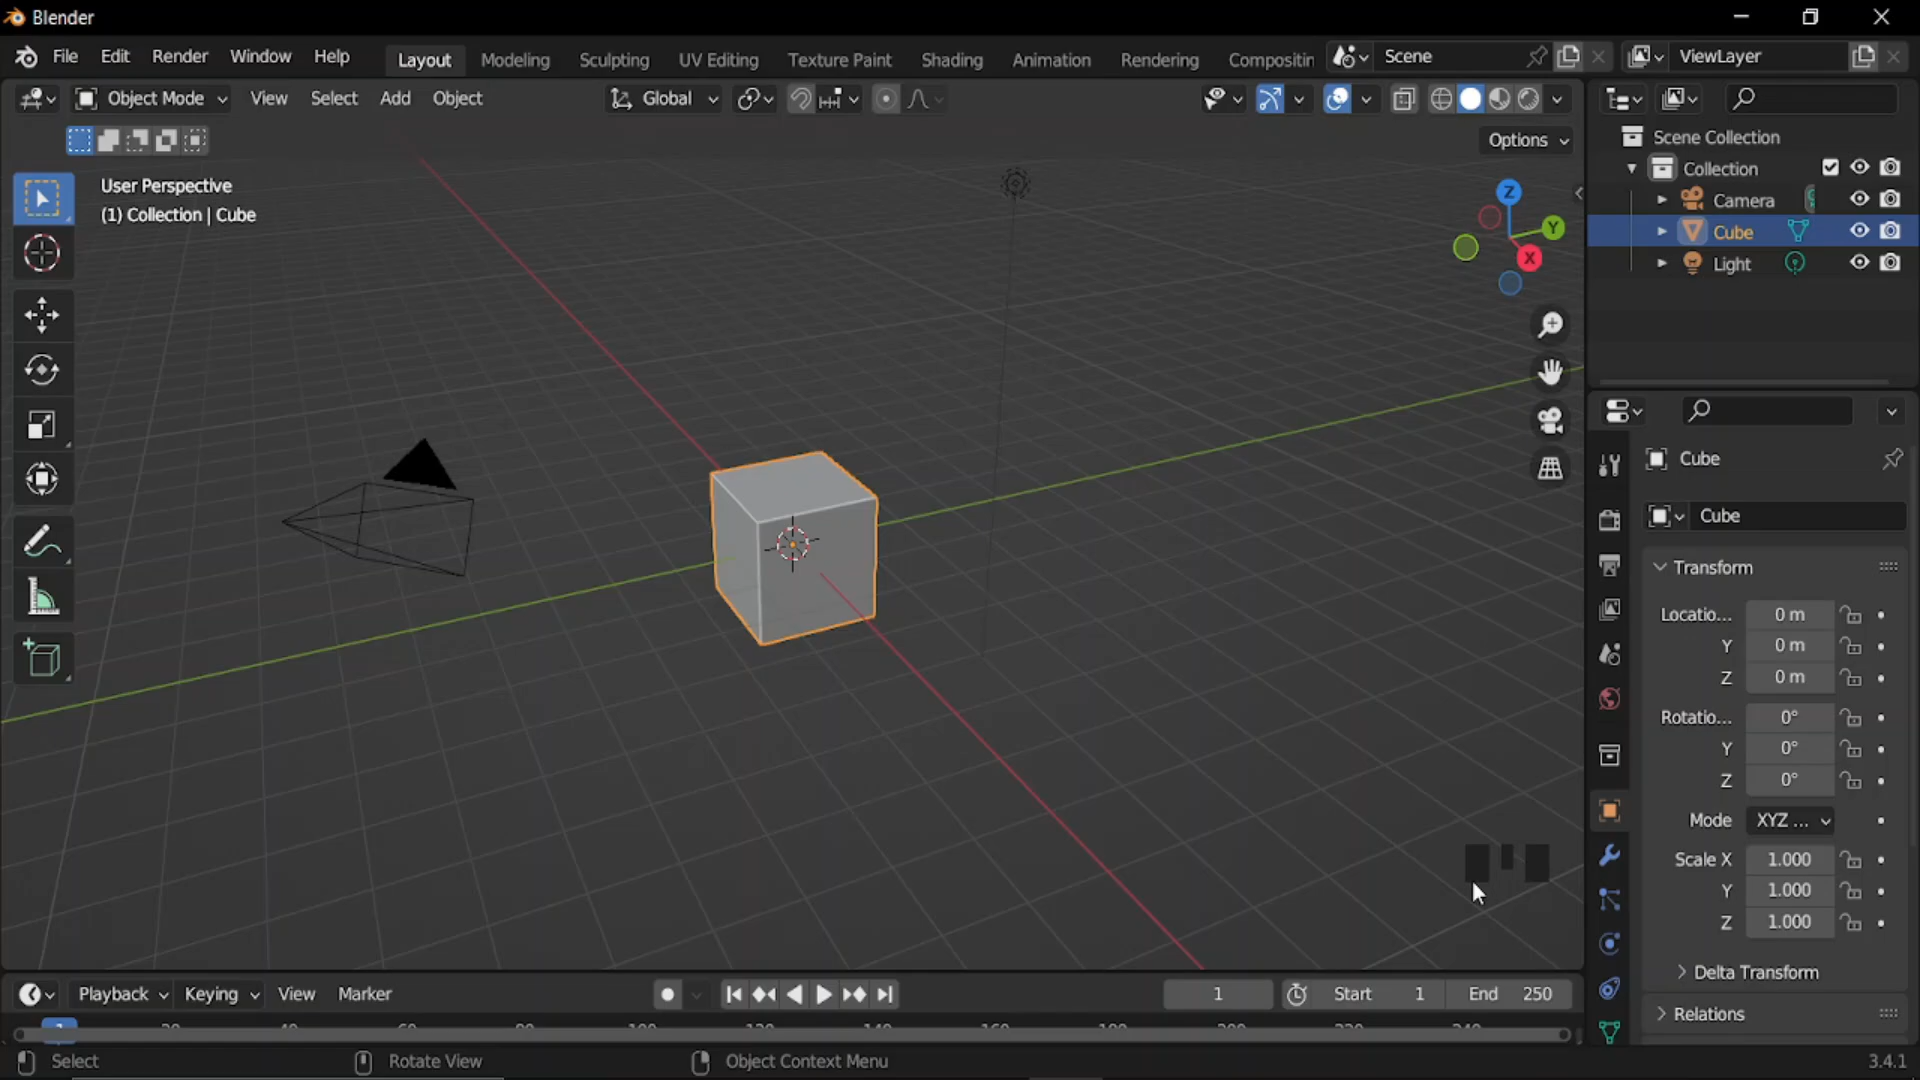 Blender
File Edit Render Window Help Layout Modeling Sculpting UV Editing Texture Paint Shading Animation Rendering Compositin Scene ViewLayer
Object Mode View Select Add Object Global
Options
User Perspective
(1) Collection | Cube
Z
Y
X
Scene Collection
Collection
Camera
Cube
Light
Cube
Cube
Transform
Locatio... 0 m
Y 0 m
Z 0 m
Rotatio... 0°
Y 0°
Z 0°
Mode XYZ ...
Scale X 1.000
Y 1.000
Z 1.000
Delta Transform
Relations
Playback Keying View Marker 1 Start 1 End 250
Select Rotate View Object Context Menu 3.4.1